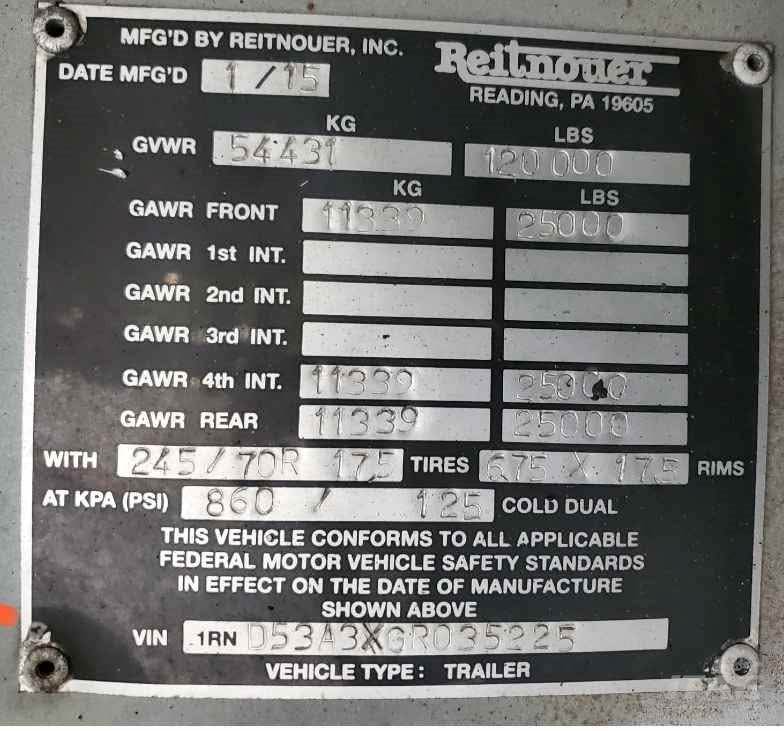 MFG'D BY REITNOUER, INC. Reitnouer
DATE MFG'D 1/15 READING, PA 19605
KG LBS
GVWR 54431 120 000
KG LBS
GAWR FRONT 11339 25000
GAWR 1st INT.
GAWR 2nd INT.
GAWR 3rd INT.
GAWR 4th INT. 11339 25000
GAWR REAR 11339 25000
WITH 245/70R 17.5 TIRES 6.75 X 17.5 RIMS
AT KPA (PSI) 860 / 125 COLD DUAL
THIS VEHICLE CONFORMS TO ALL APPLICABLE
FEDERAL MOTOR VEHICLE SAFETY STANDARDS
IN EFFECT ON THE DATE OF MANUFACTURE
SHOWN ABOVE
VIN 1RN D53A3XGR035225
VEHICLE TYPE: TRAILER